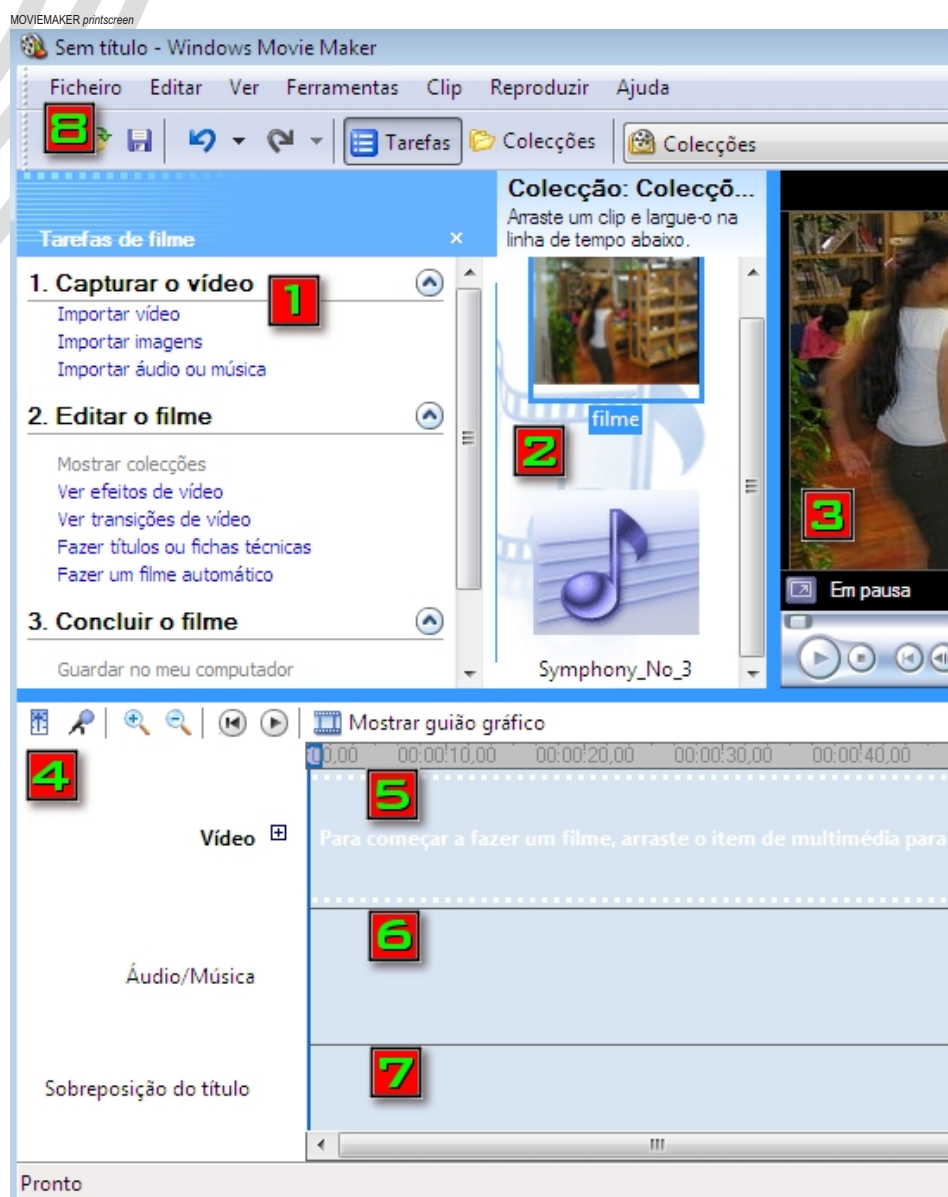 MOVIEMAKER printscreen
Sem título - Windows Movie Maker
Ficheiro Editar Ver Ferramentas Clip Reproduzir Ajuda
8 Tarefas Colecções Colecções
Tarefas de filme
Colecção: Colecçõ...
Arraste um clip e largue-o na
linha de tempo abaixo.
1. Capturar o vídeo
1
Importar vídeo
Importar imagens
Importar áudio ou música
2. Editar o filme
Mostrar colecções
Ver efeitos de vídeo
Ver transições de vídeo
Fazer títulos ou fichas técnicas
Fazer um filme automático
3. Concluir o filme
Guardar no meu computador
filme
2
Symphony_No_3
3
Em pausa
Mostrar guião gráfico
4
0,00 00:00:10,00 00:00:20,00 00:00:30,00 00:00:40,00
5
Vídeo
Para começar a fazer um filme, arraste o item de multimédia para
6
Áudio/Música
7
Sobreposição do título
Pronto